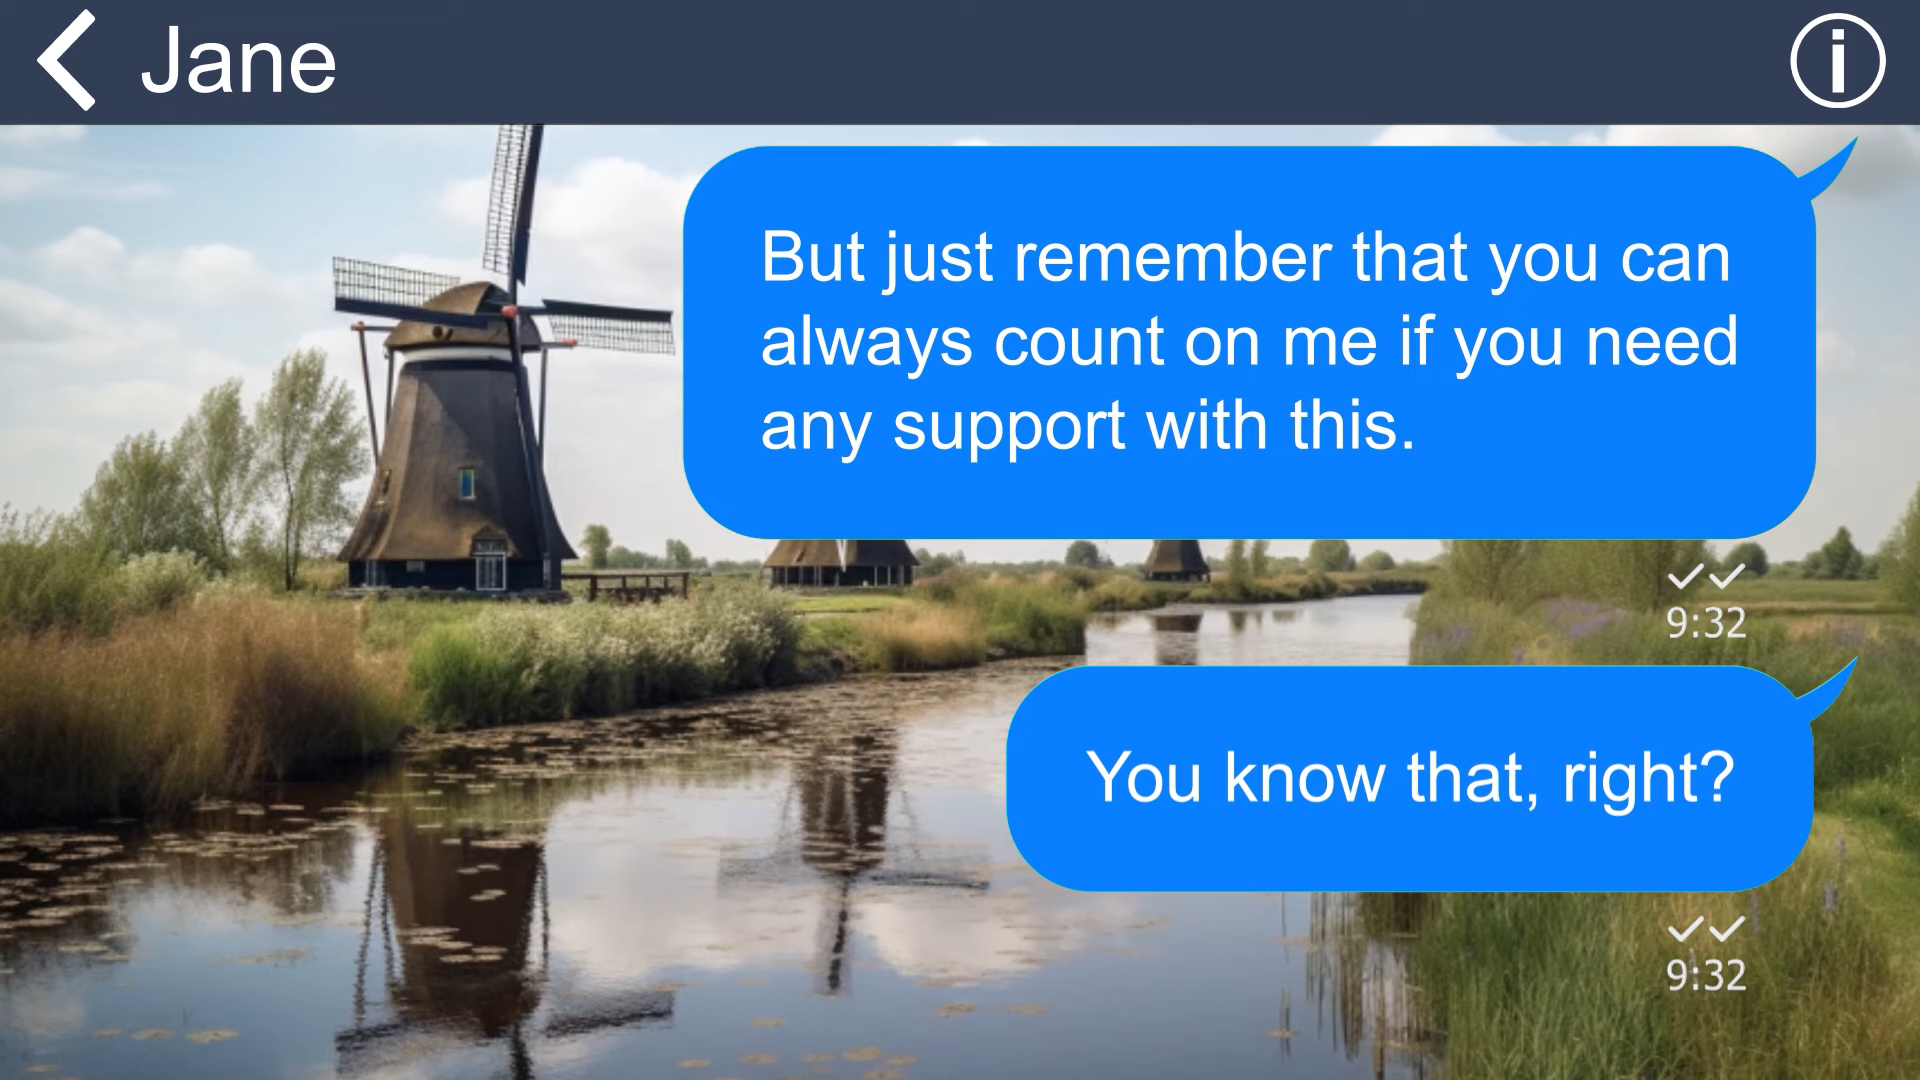 Jane
But just remember that you can
always count on me if you need
any support with this.
9:32
You know that, right?
9:32